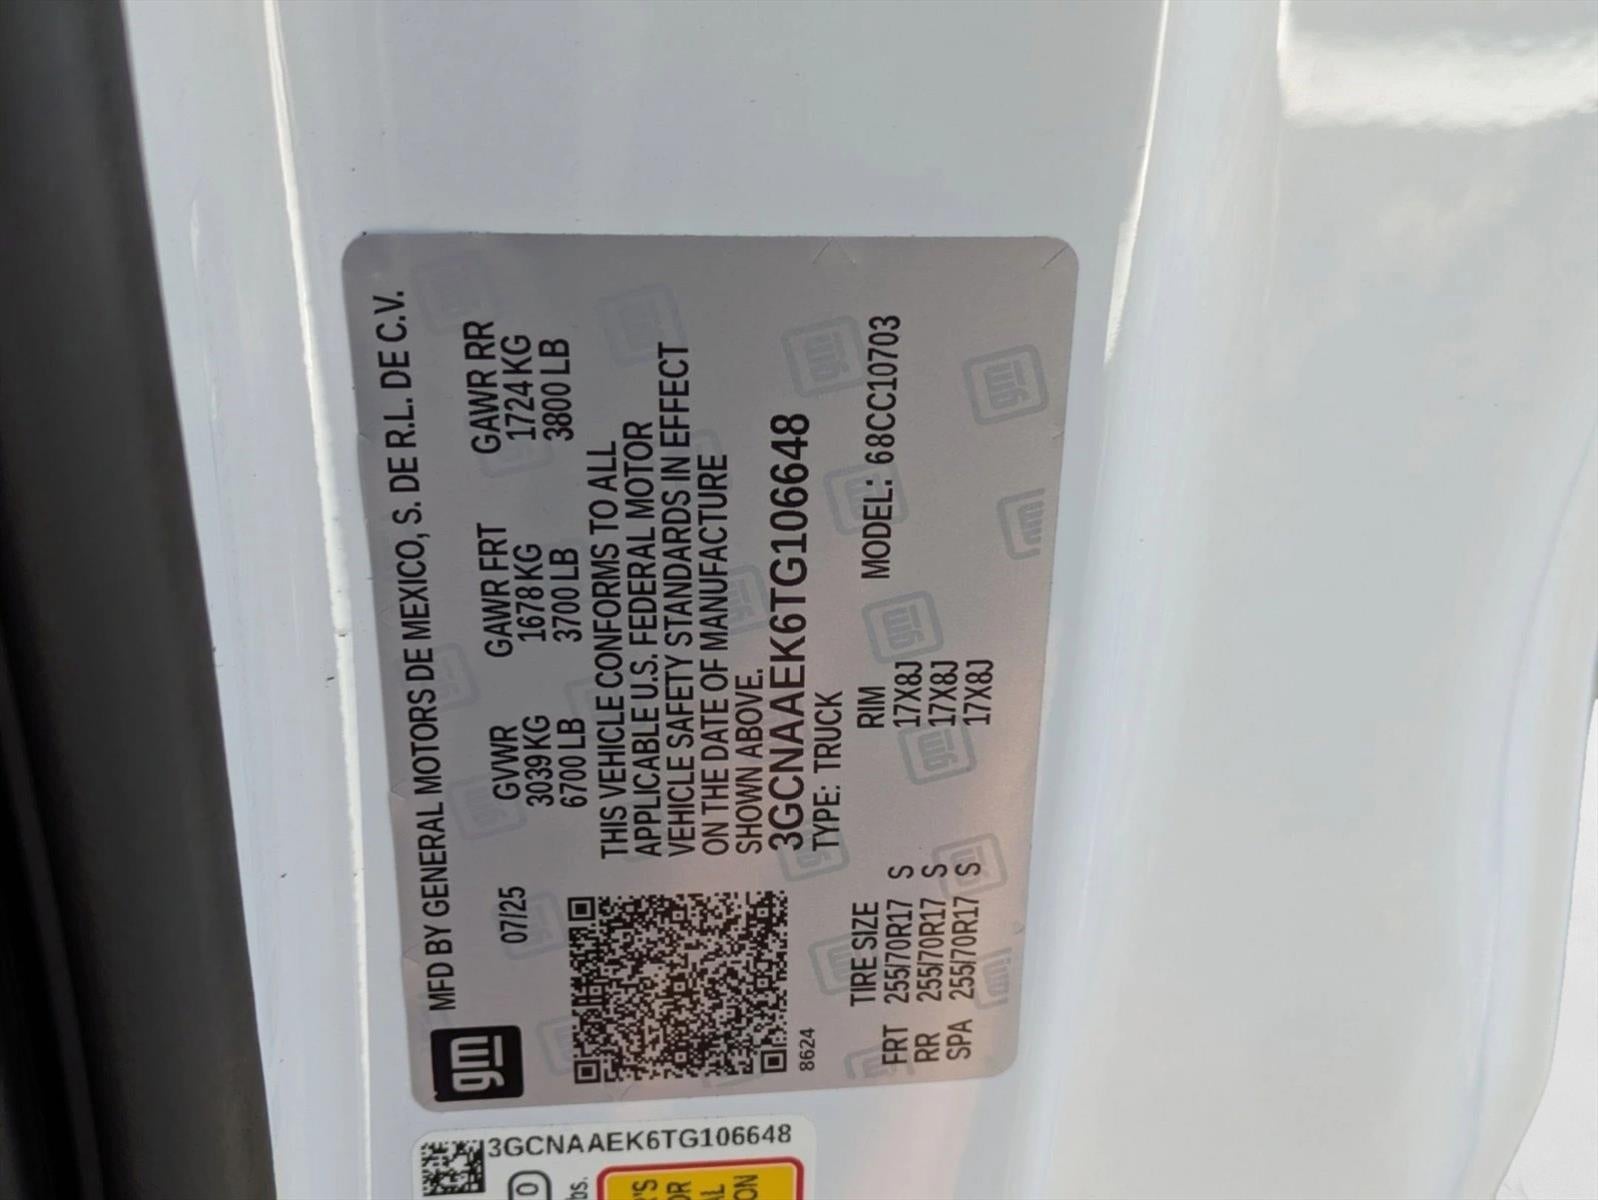 gm
MFD BY GENERAL MOTORS DE MEXICO, S. DE R.L. DE C.V.
07/25 GVWR GAWR FRT GAWR RR
3039 KG 1678 KG 1724 KG
6700 LB 3700 LB 3800 LB
THIS VEHICLE CONFORMS TO ALL
APPLICABLE U.S. FEDERAL MOTOR
VEHICLE SAFETY STANDARDS IN EFFECT
ON THE DATE OF MANUFACTURE
SHOWN ABOVE.
3GCNAAEK6TG106648
8624 TYPE: TRUCK
TIRE SIZE RIM MODEL: 68CC10703
FRT 255/70R17 S 17X8J
RR 255/70R17 S 17X8J
SPA 255/70R17 S 17X8J
3GCNAAEK6TG106648